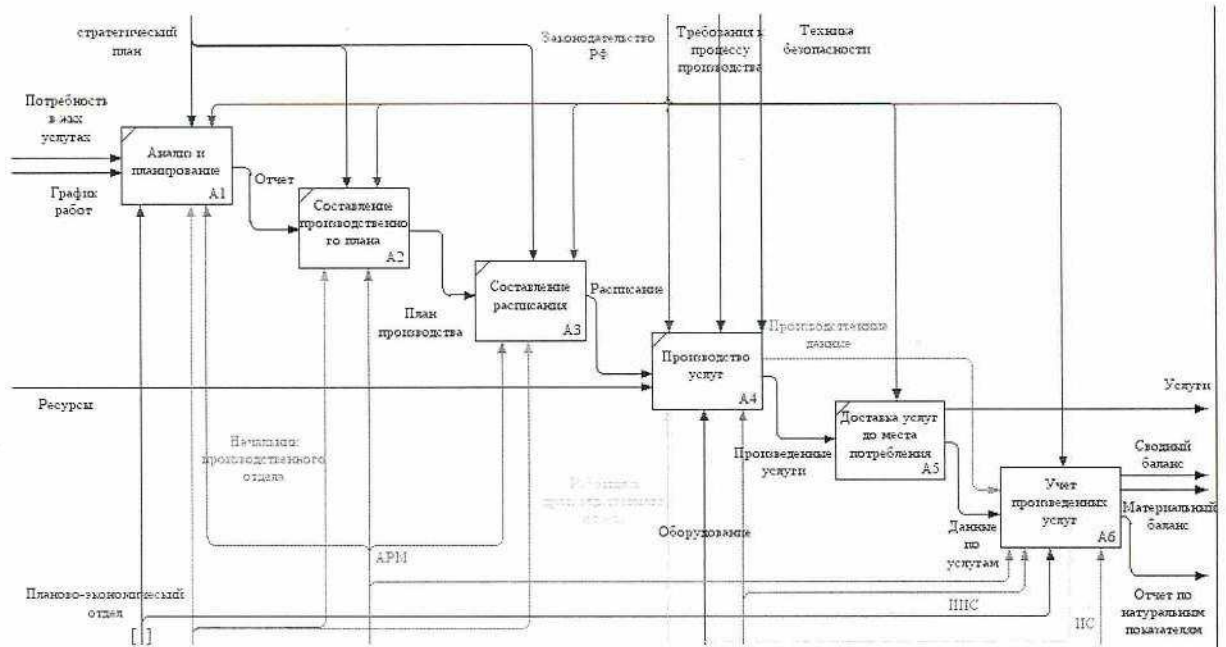 стратегический
план
Законодательство
РФ
Требования к
процессу
производства
Техника
безопасности
Потребность
в жкх
услугах
Анализ и
планирование
A1
График
работ
Отчет
Составление
производственно
го плана
A2
План
производства
Составление
расписания
A3
Расписание
Производственные
данные
Производство
услуг
A4
Ресурсы
Услуги
Доставка услуг
до места
потребления
A5
Произведенные
услуги
Начальник
производственного
отдела
Сводный
баланс
Учет
произведенных
услуг
A6
Материальный
баланс
Оборудование
Данные
по
услугам
АРМ
Планово-экономический
отдел
[ ]
ППС
ПС
Отчет по
натуральным
показателям